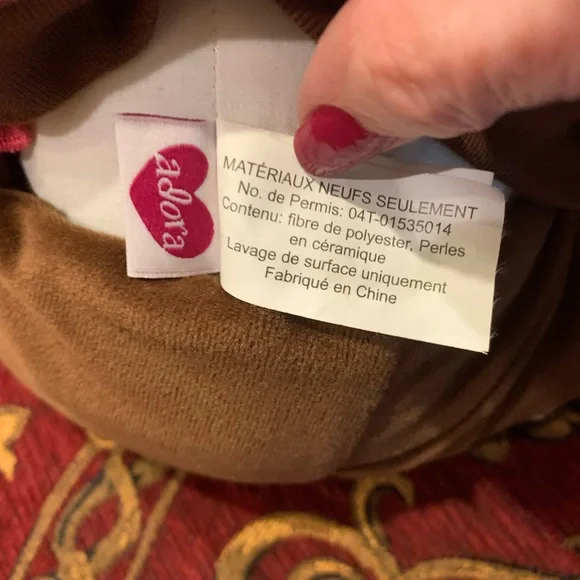 adora
MATÉRIAUX NEUFS SEULEMENT
No. de Permis: 04T-01535014
Contenu: fibre de polyester, Perles
en céramique
Lavage de surface uniquement
Fabriqué en Chine